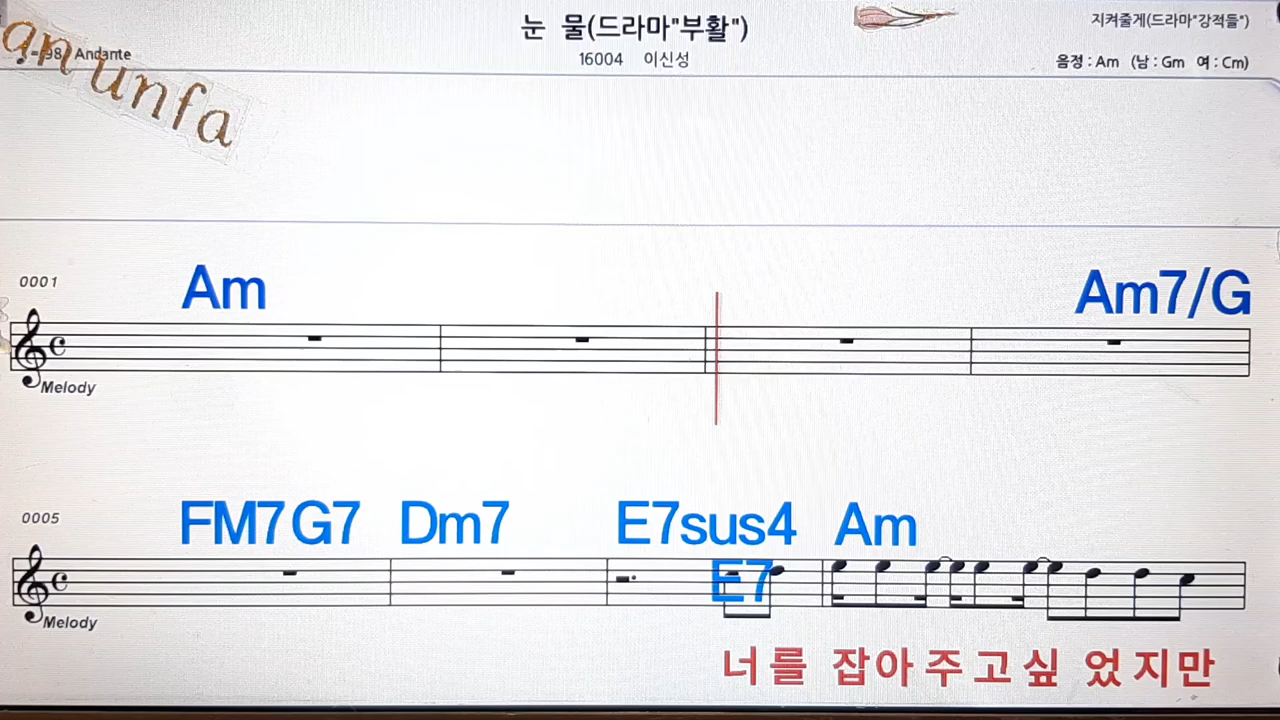 눈 물(드라마"부활")
지켜줄게(드라마"강적들")
an unfa
=98 Andante
16004 이신성
음정 : Am (남 : Gm 여 : Cm)
0001
Am
Am7/G
Melody
0005
FM7 G7 Dm7 E7sus4 Am
E7
Melody
너를 잡아주고싶 었지만